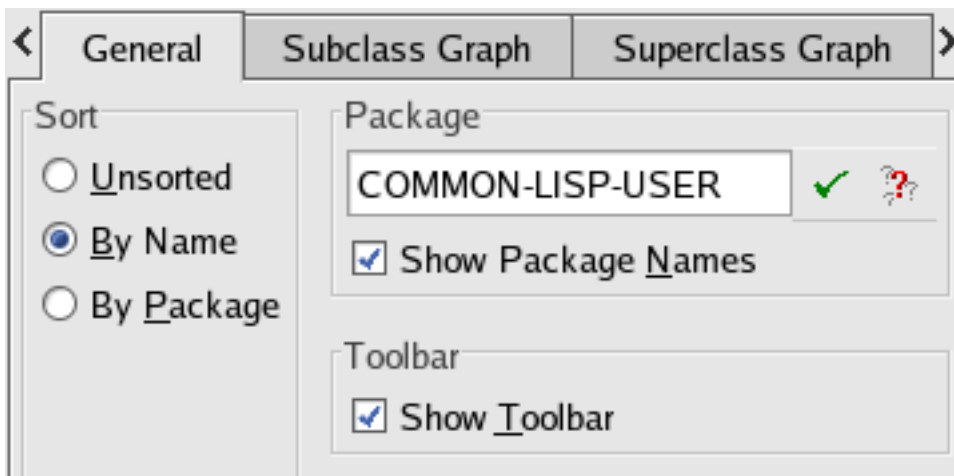 General
Subclass Graph
Superclass Graph
Sort
Unsorted
By Name
By Package
Package
COMMON-LISP-USER
Show Package Names
Toolbar
Show Toolbar